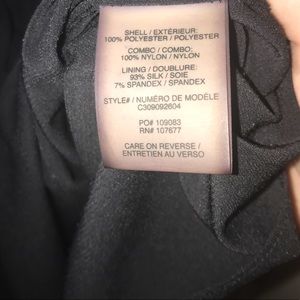 SHELL / EXTÉRIEUR:
100% POLYESTER / POLYESTER
COMBO / COMBO:
100% NYLON / NYLON
LINING / DOUBLURE:
93% SILK / SOIE
7% SPANDEX / SPANDEX
STYLE# / NUMÉRO DE MODÈLE
C309092604
PO# 109083
RN# 107677
CARE ON REVERSE /
ENTRETIEN AU VERSO